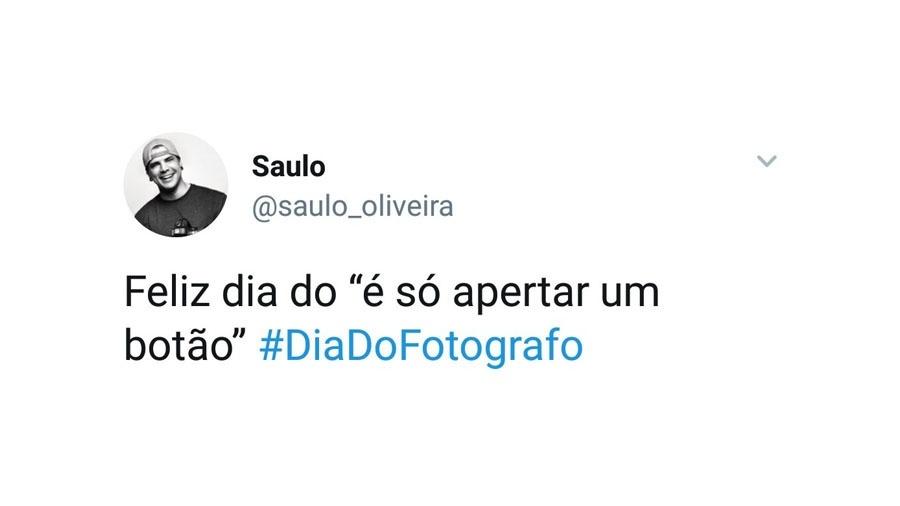 Saulo
@saulo_oliveira
Feliz dia do “é só apertar um
botão” #DiaDoFotografo